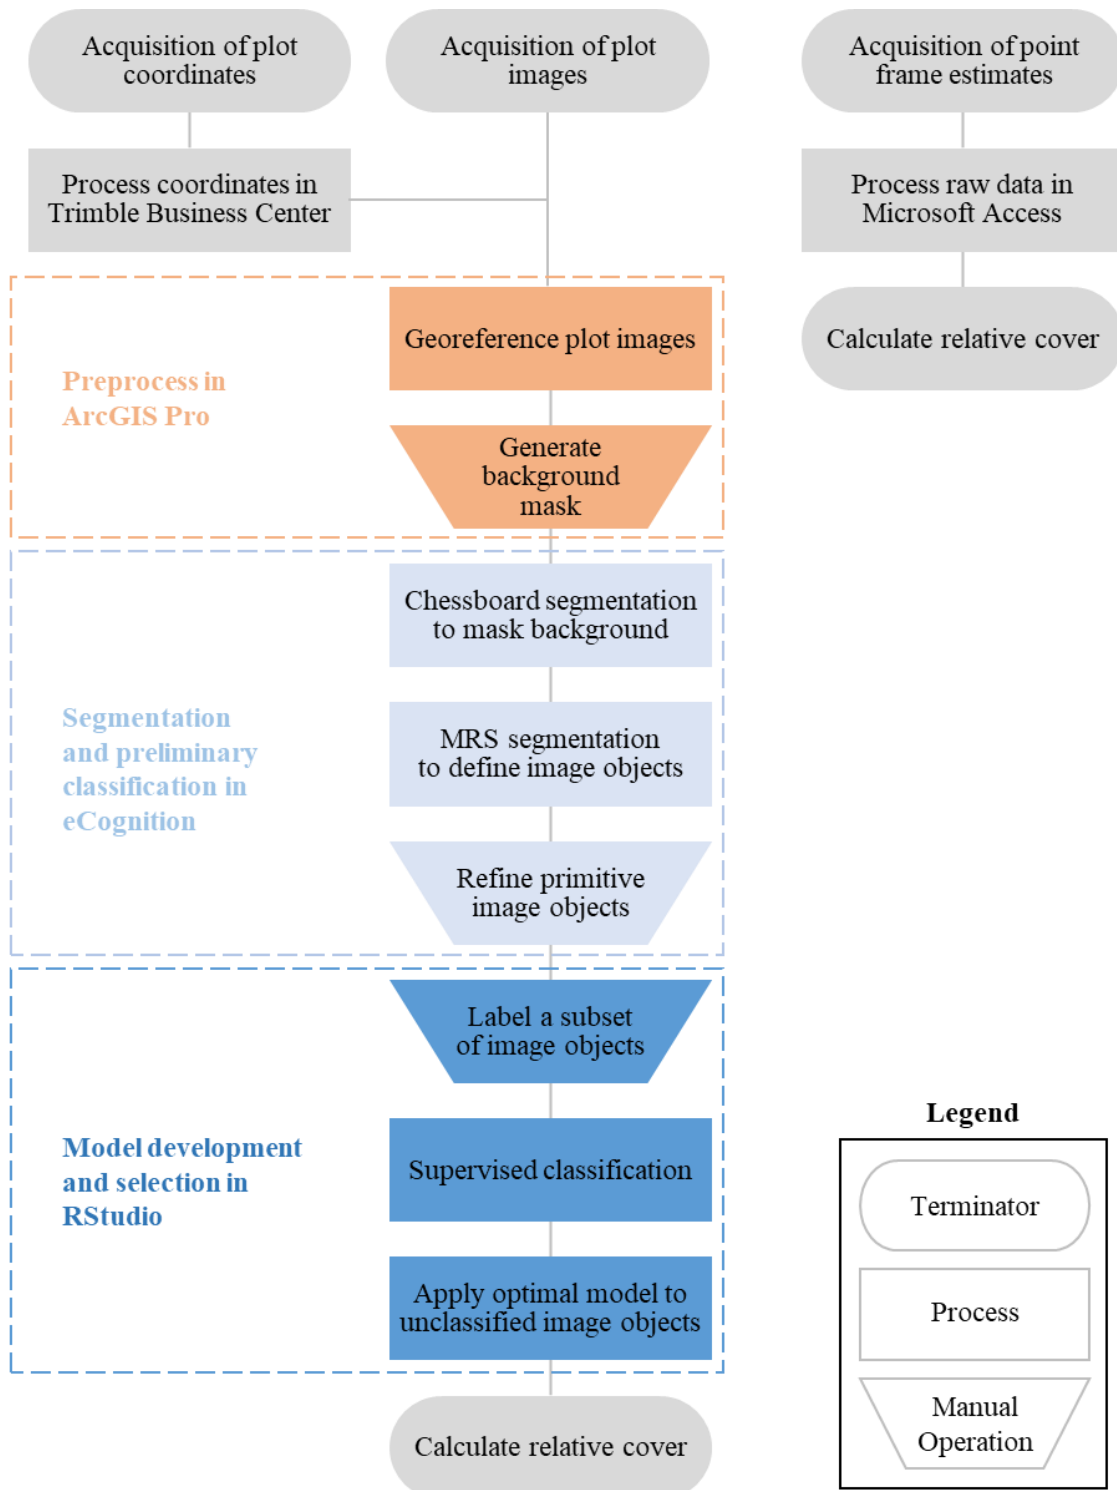 Acquisition of plot
coordinates
Acquisition of plot
images
Acquisition of point
frame estimates
Process coordinates in
Trimble Business Center
Process raw data in
Microsoft Access
Calculate relative cover
Preprocess in
ArcGIS Pro
Georeference plot images
Generate
background
mask
Segmentation
and preliminary
classification in
eCognition
Chessboard segmentation
to mask background
MRS segmentation
to define image objects
Refine primitive
image objects
Model development
and selection in
RStudio
Label a subset
of image objects
Supervised classification
Apply optimal model to
unclassified image objects
Calculate relative cover
Legend
Terminator
Process
Manual
Operation